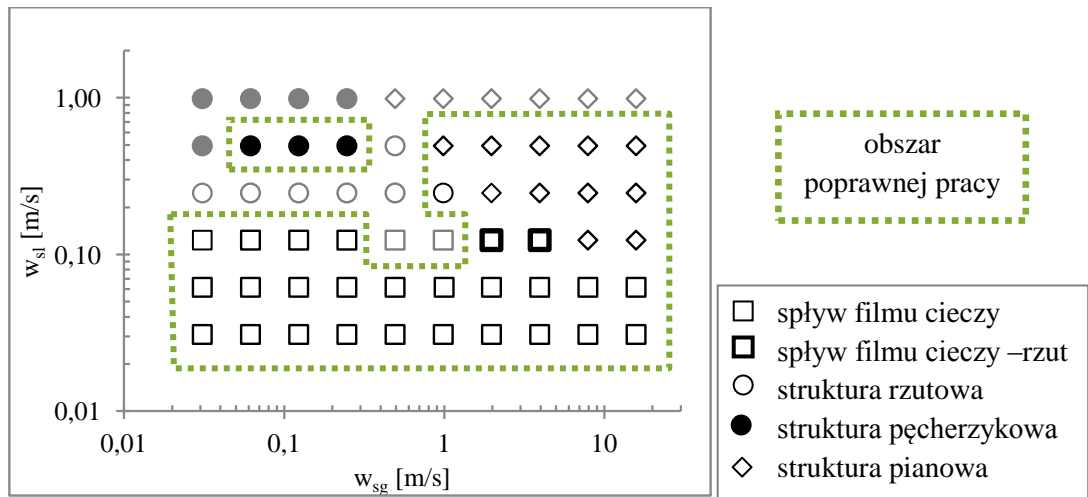 1,00
0,10
0,01
w_sl [m/s]
0,01
0,1
1
10
w_sg [m/s]
obszar
poprawnej pracy
spływ filmu cieczy
spływ filmu cieczy –rzut
struktura rzutowa
struktura pęcherzykowa
struktura pianowa